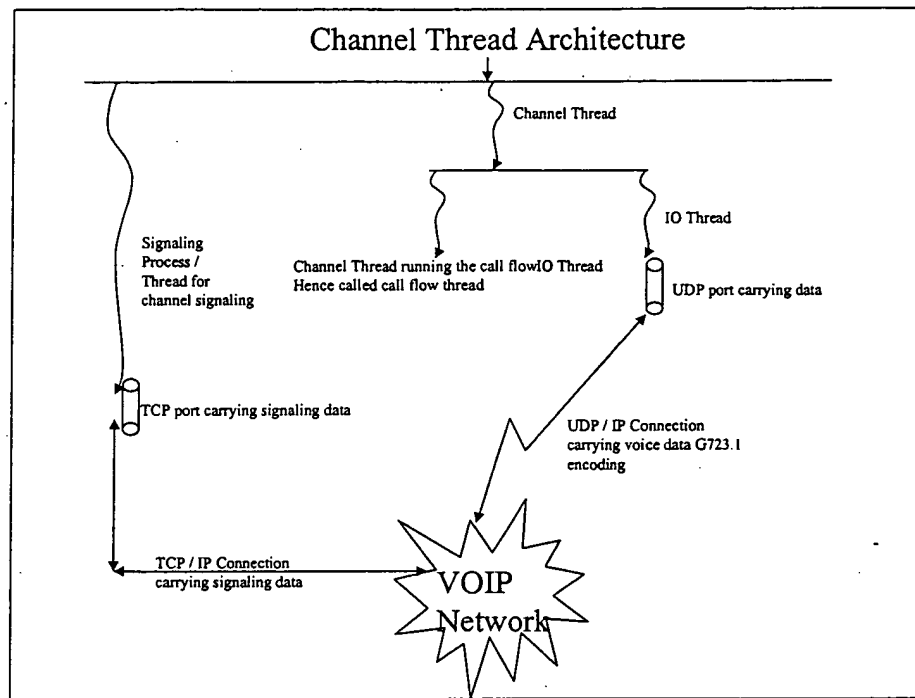 Channel Thread Architecture
Channel Thread
IO Thread
Signaling
Process /
Thread for
channel signaling
Channel Thread running the call flowIO Thread
Hence called call flow thread
UDP port carrying data
TCP port carrying signaling data
UDP / IP Connection
carrying voice data G723.1
encoding
TCP / IP Connection
carrying signaling data
VOIP
Network